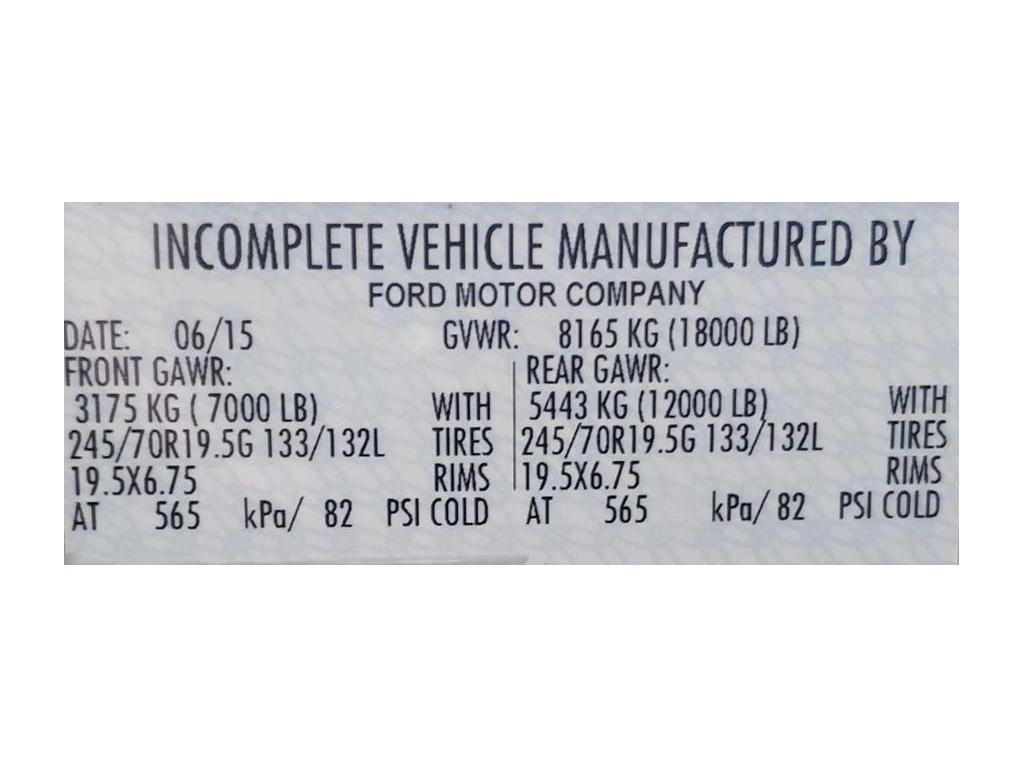 INCOMPLETE VEHICLE MANUFACTURED BY
FORD MOTOR COMPANY
DATE: 06/15 GVWR: 8165 KG (18000 LB)
FRONT GAWR: REAR GAWR:
3175 KG ( 7000 LB) WITH 5443 KG (12000 LB) WITH
245/70R19.5G 133/132L TIRES 245/70R19.5G 133/132L TIRES
19.5X6.75 RIMS 19.5X6.75 RIMS
AT 565 kPa/ 82 PSI COLD AT 565 kPa/ 82 PSI COLD